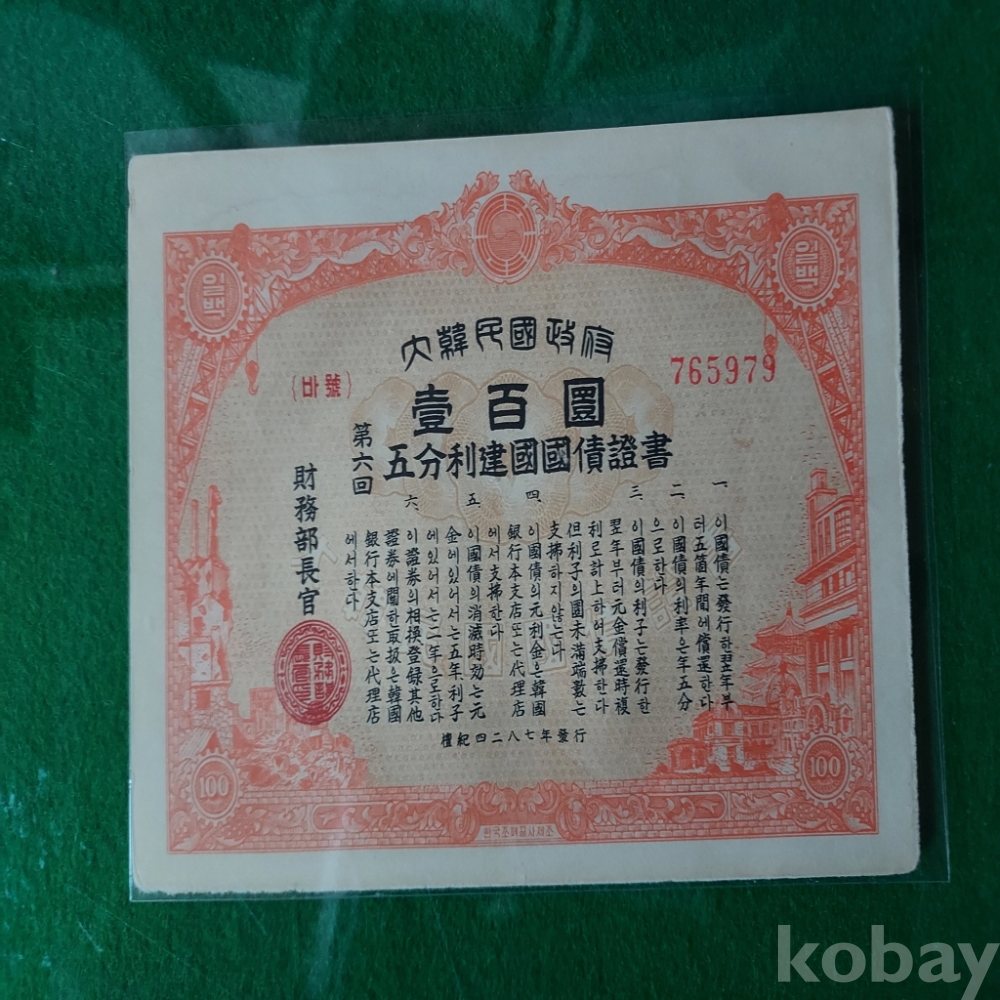 大韓民國政府
壹百圜
第六回
五分利建國國債證書
(바號)
765979
일백
일백
財務部長官
一、이國債는發行한翌年부
터五箇年間에償還한다
二、이國債의利率은年五分
으로한다
三、이國債의利子는發行한
翌年부터元金償還時複
利로計上하여支拂한다
但利子의圜未滿端數는
支拂하지않는다
四、이國債의元利金은韓國
銀行本支店또는代理店
에서支拂한다
五、이國債의消滅時効는元
金에있어서는五年利子
에있어서는二年으로한다
六、이證券의相換登録其他
證券에關한取扱은韓國
銀行本支店또는代理店
에서하다
檀紀四二八七年發行
100
100
한국조폐공사제조
kobay